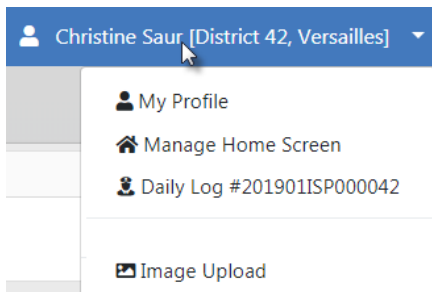 Christine Saur [District 42, Versailles]
My Profile
Manage Home Screen
Daily Log #201901ISP000042
Image Upload